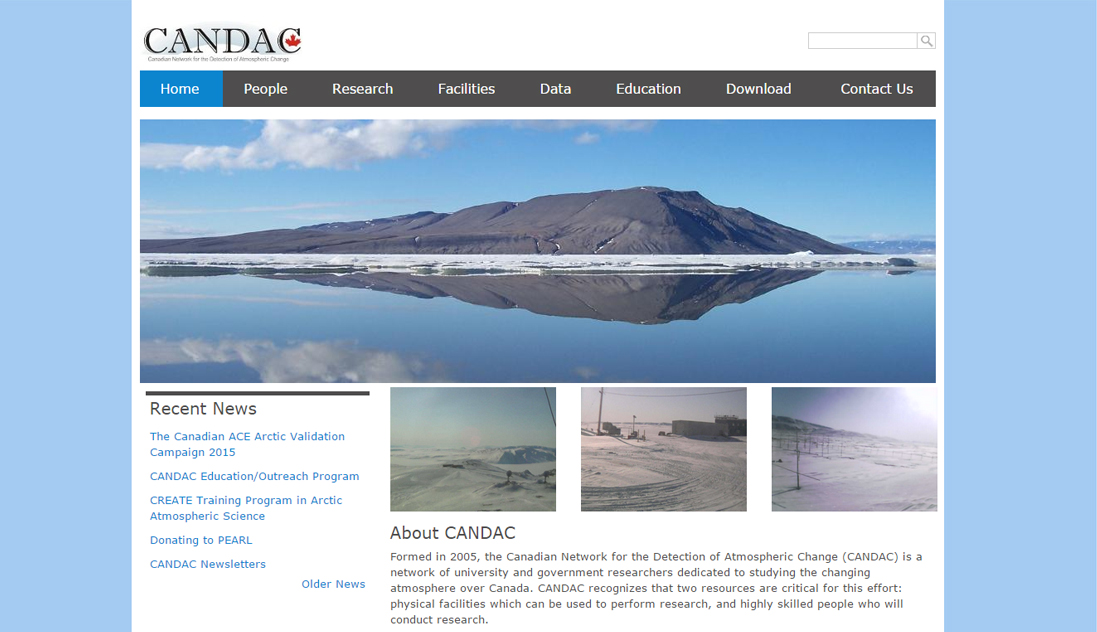 CANDAC
Canadian Network for the Detection of Atmospheric Change
Home People Research Facilities Data Education Download Contact Us
Recent News
The Canadian ACE Arctic Validation
Campaign 2015
CANDAC Education/Outreach Program
CREATE Training Program in Arctic
Atmospheric Science
Donating to PEARL
CANDAC Newsletters
Older News
About CANDAC
Formed in 2005, the Canadian Network for the Detection of Atmospheric Change (CANDAC) is a
network of university and government researchers dedicated to studying the changing
atmosphere over Canada. CANDAC recognizes that two resources are critical for this effort:
physical facilities which can be used to perform research, and highly skilled people who will
conduct research.